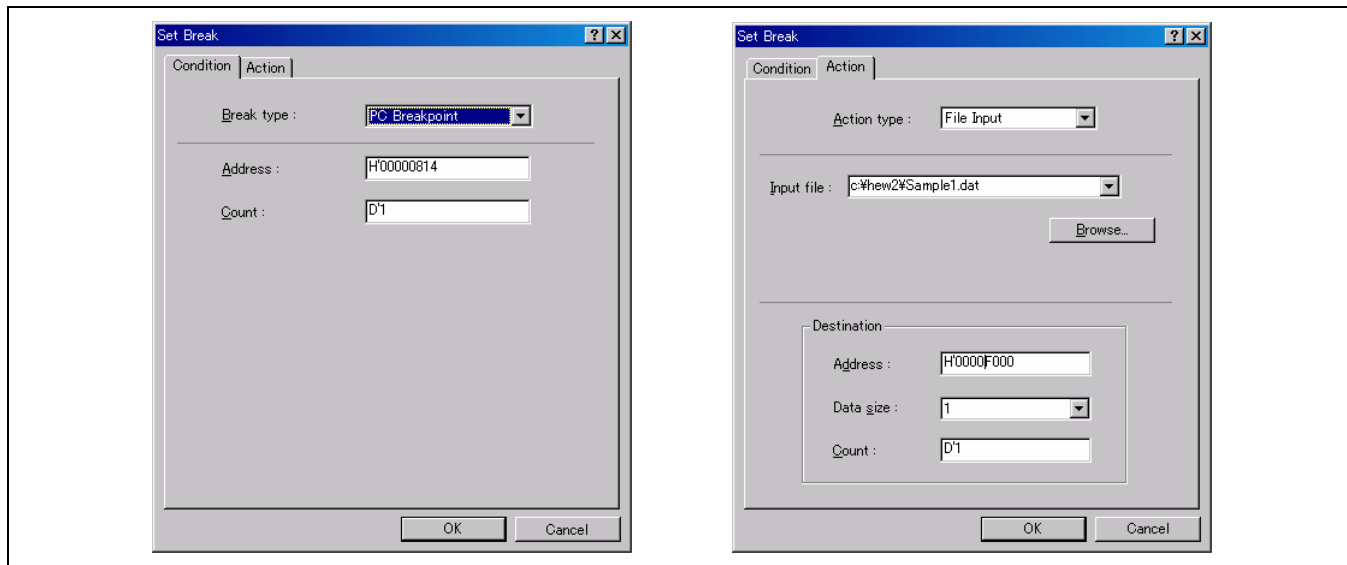 Set Break
Condition Action
Break type : PC Breakpoint
Address : H'00000814
Count : D'1
OK Cancel
Set Break
Condition Action
Action type : File Input
Input file : c:¥hew2¥Sample1.dat
Browse...
Destination
Address : H'0000F000
Data size : 1
Count : D'1
OK Cancel